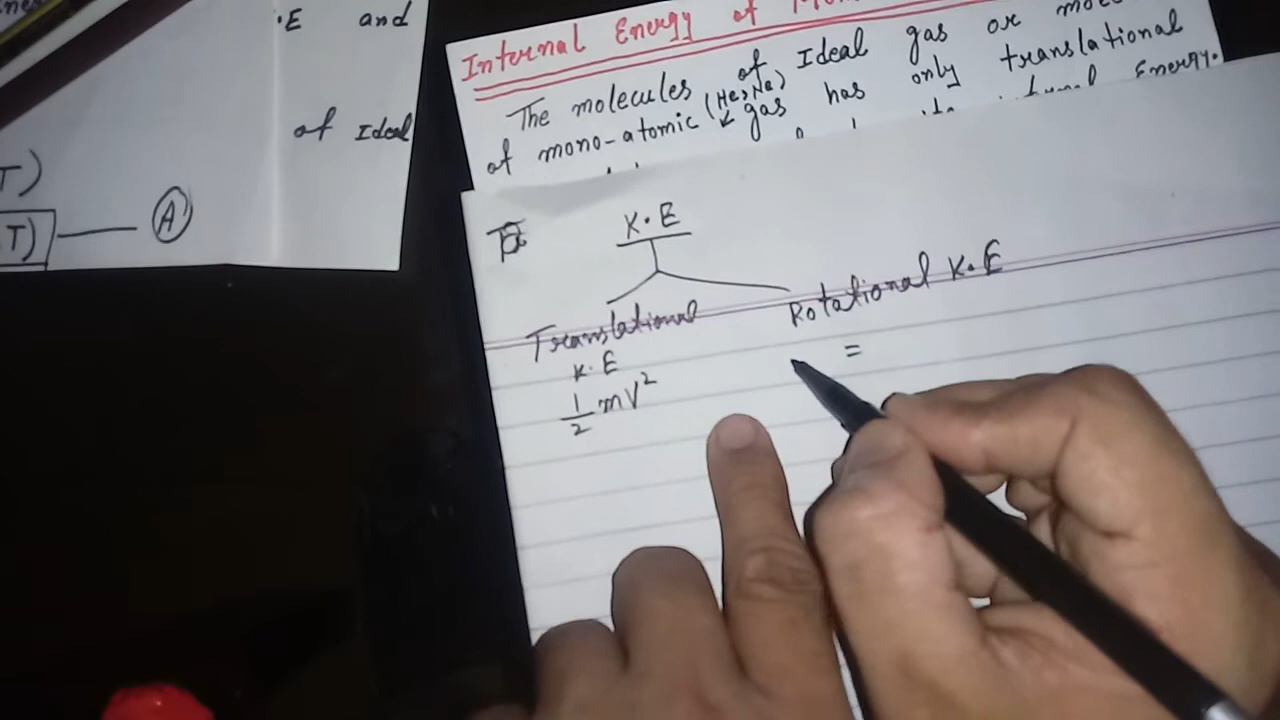 ·E and
of Ideal
T)
T) — A
Internal Energy of
The molecules of Ideal gas or
of mono-atomic (He, Ne) gas has only translational
Energy.
K·E
Translational Rotational K·E
K·E =
1/2 mV²